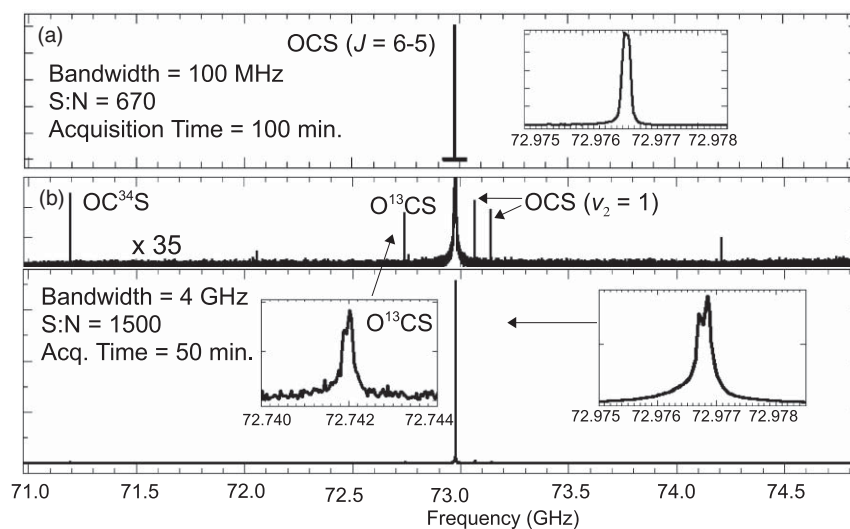 (a)
OCS (J = 6-5)
Bandwidth = 100 MHz
S:N = 670
Acquisition Time = 100 min.
72.975 72.976 72.977 72.978
(b)
OC³⁴S
O¹³CS
OCS (v₂ = 1)
x 35
Bandwidth = 4 GHz
S:N = 1500
Acq. Time = 50 min.
O¹³CS
72.740 72.742 72.744
72.975 72.976 72.977 72.978
71.0 71.5 72.0 72.5 73.0 73.5 74.0 74.5
Frequency (GHz)